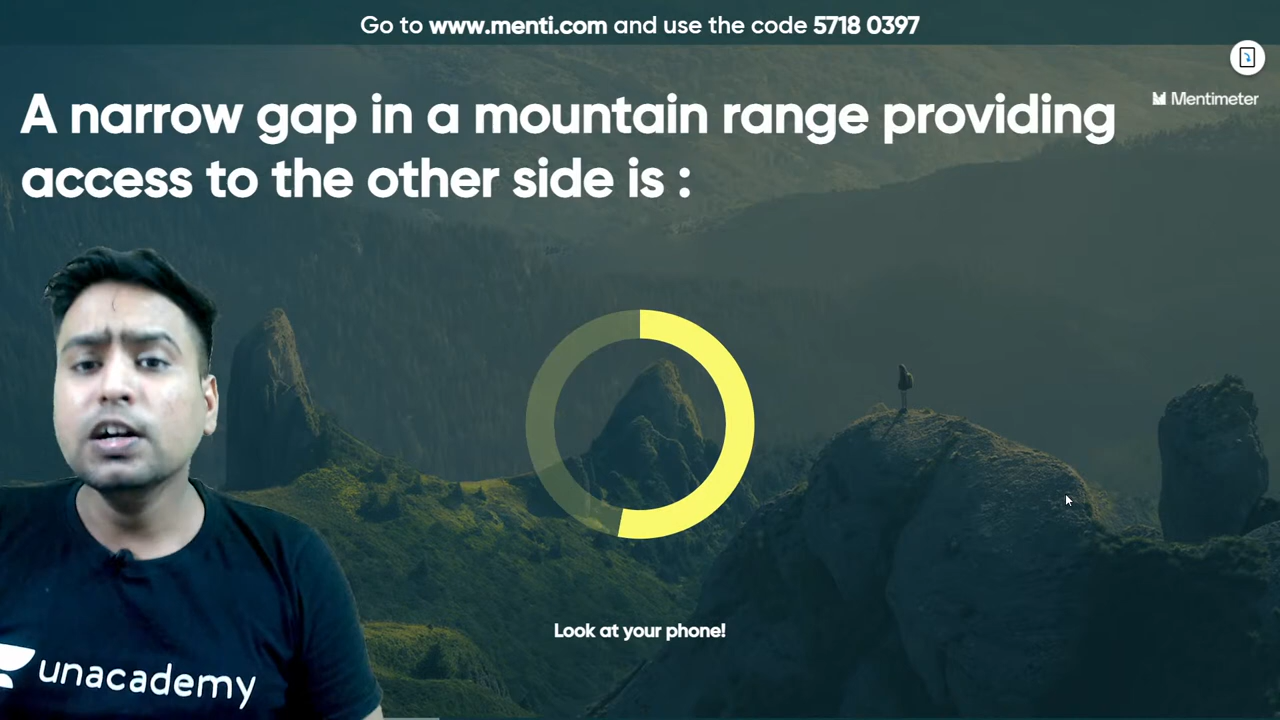 Go to www.menti.com and use the code 5718 0397
Mentimeter
A narrow gap in a mountain range providing
access to the other side is :
Look at your phone!
unacademy